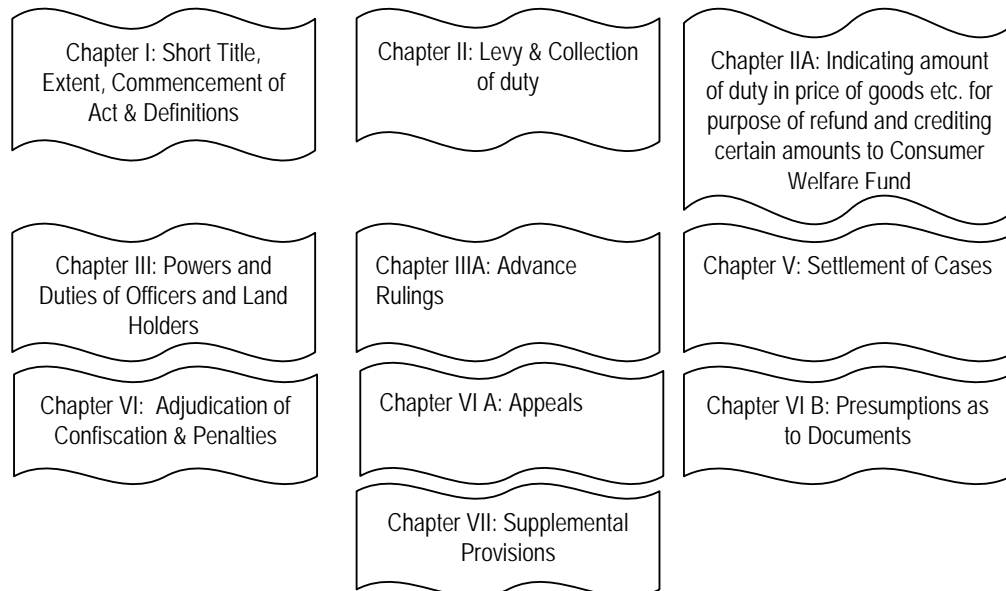 Chapter I: Short Title,
Extent, Commencement of
Act & Definitions
Chapter II: Levy & Collection
of duty
Chapter IIA: Indicating amount
of duty in price of goods etc. for
purpose of refund and crediting
certain amounts to Consumer
Welfare Fund
Chapter III: Powers and
Duties of Officers and Land
Holders
Chapter IIIA: Advance
Rulings
Chapter V: Settlement of Cases
Chapter VI: Adjudication of
Confiscation & Penalties
Chapter VI A: Appeals
Chapter VI B: Presumptions as
to Documents
Chapter VII: Supplemental
Provisions